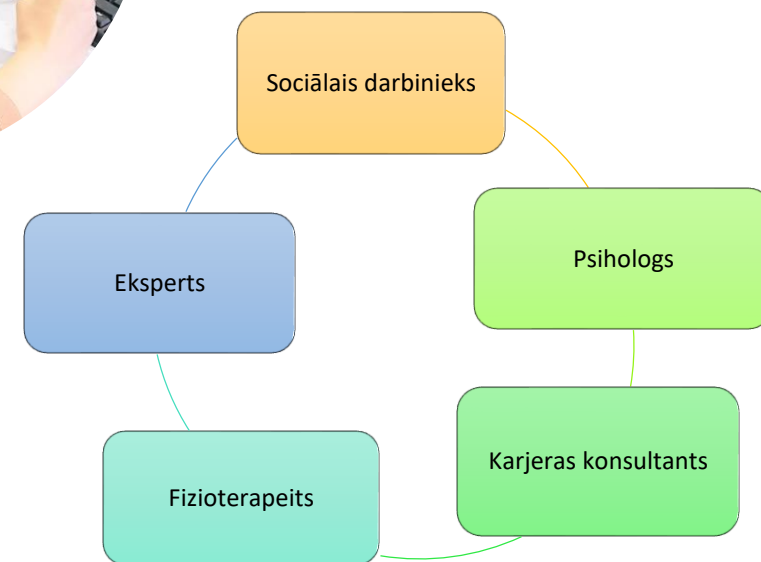 Sociālais darbinieks
Psihologs
Karjeras konsultants
Fizioterapeits
Eksperts